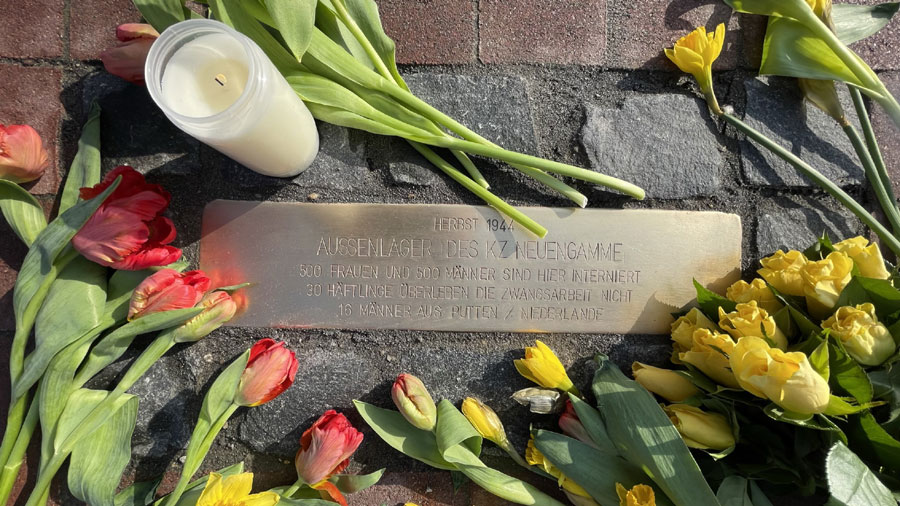 HERBST 1944
AUSSENLAGER DES KZ NEUENGAMME
500 FRAUEN UND 500 MÄNNER SIND HIER INTERNIERT
30 HÄFTLINGE ÜBERLEBEN DIE ZWANGSARBEIT NICHT
16 MÄNNER AUS PUTTEN / NIEDERLANDE